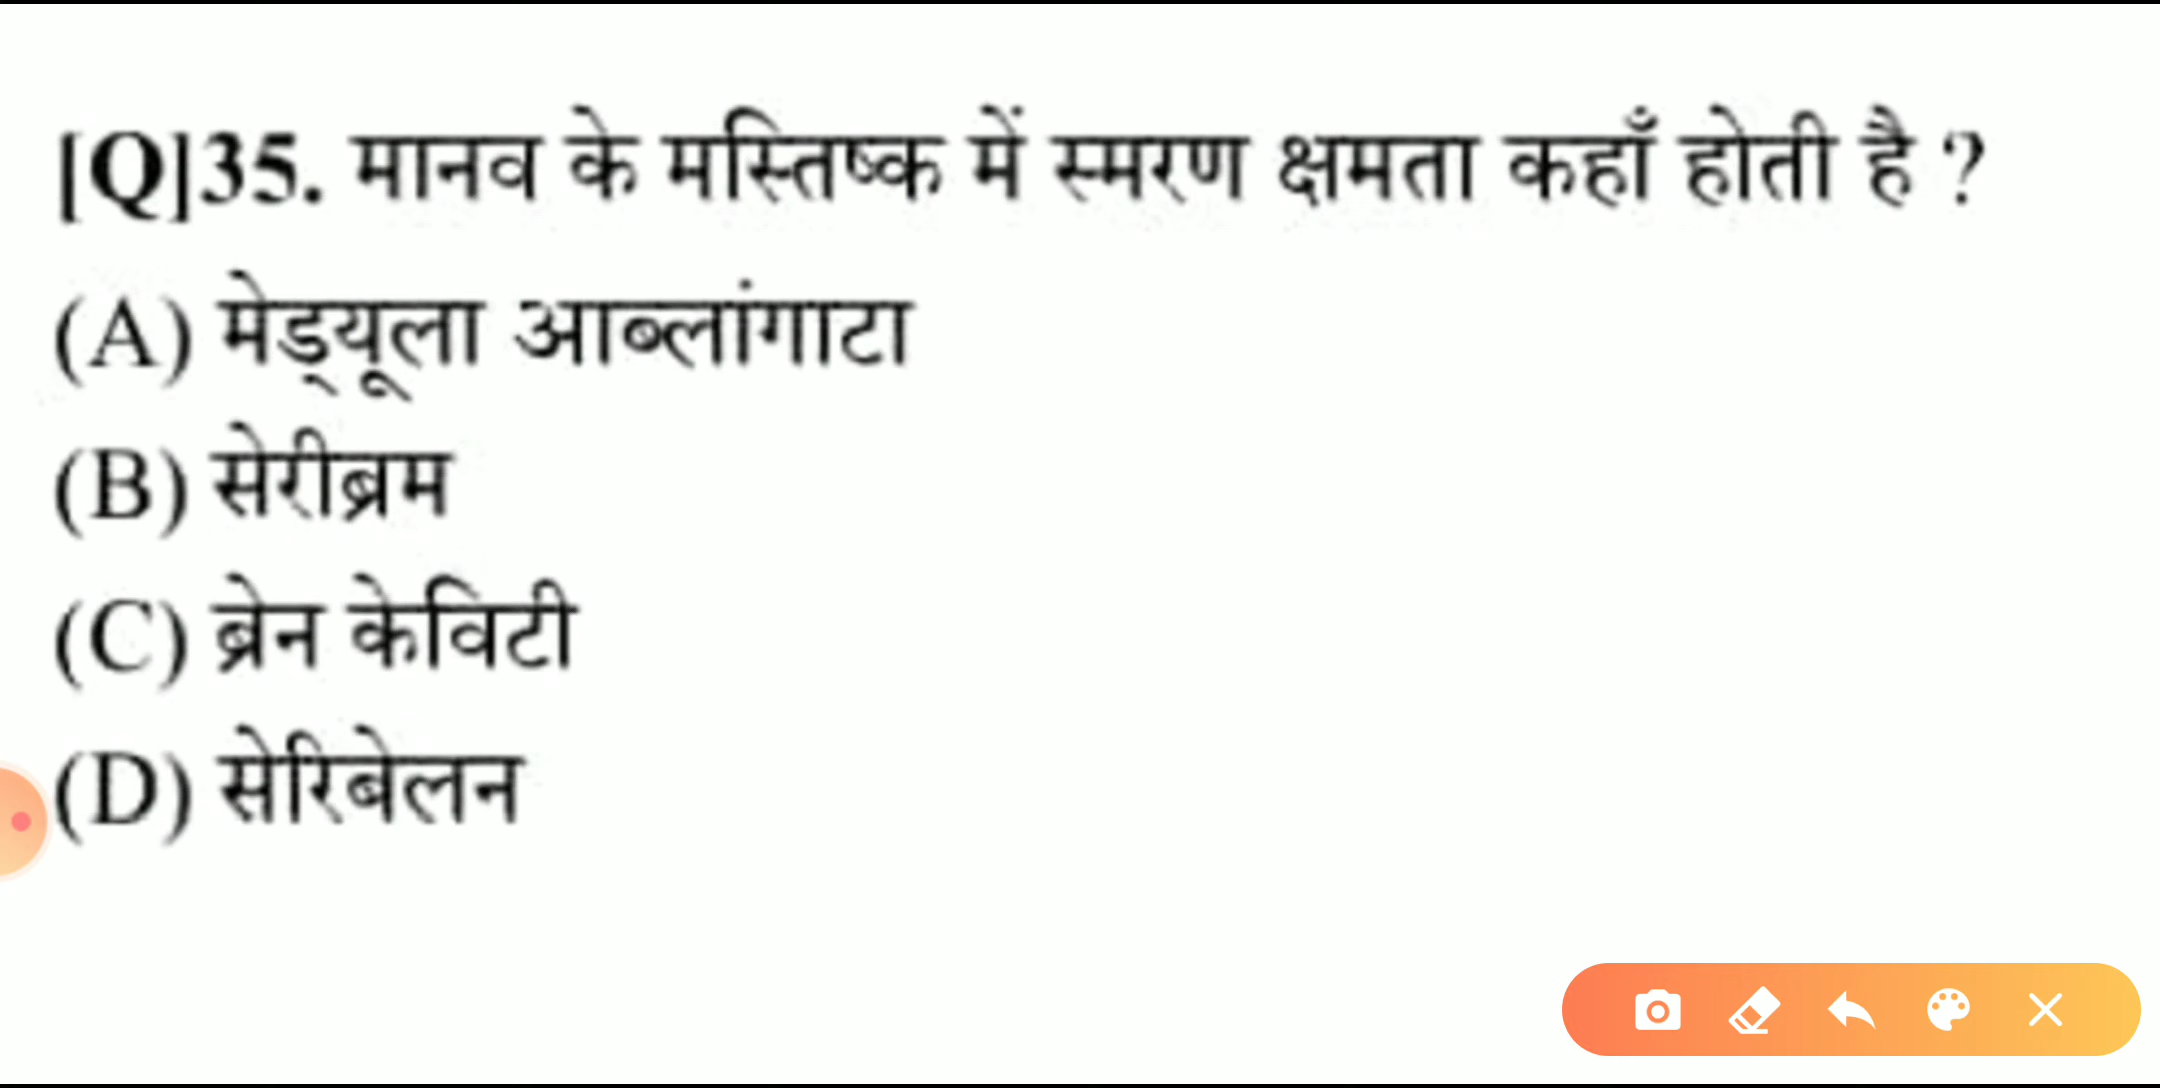 [Q]35. मानव के मस्तिष्क में स्मरण क्षमता कहाँ होती है ?
(A) मेड्यूला आब्लांगाटा
(B) सेरीब्रम
(C) ब्रेन केविटी
(D) सेरिबेलन